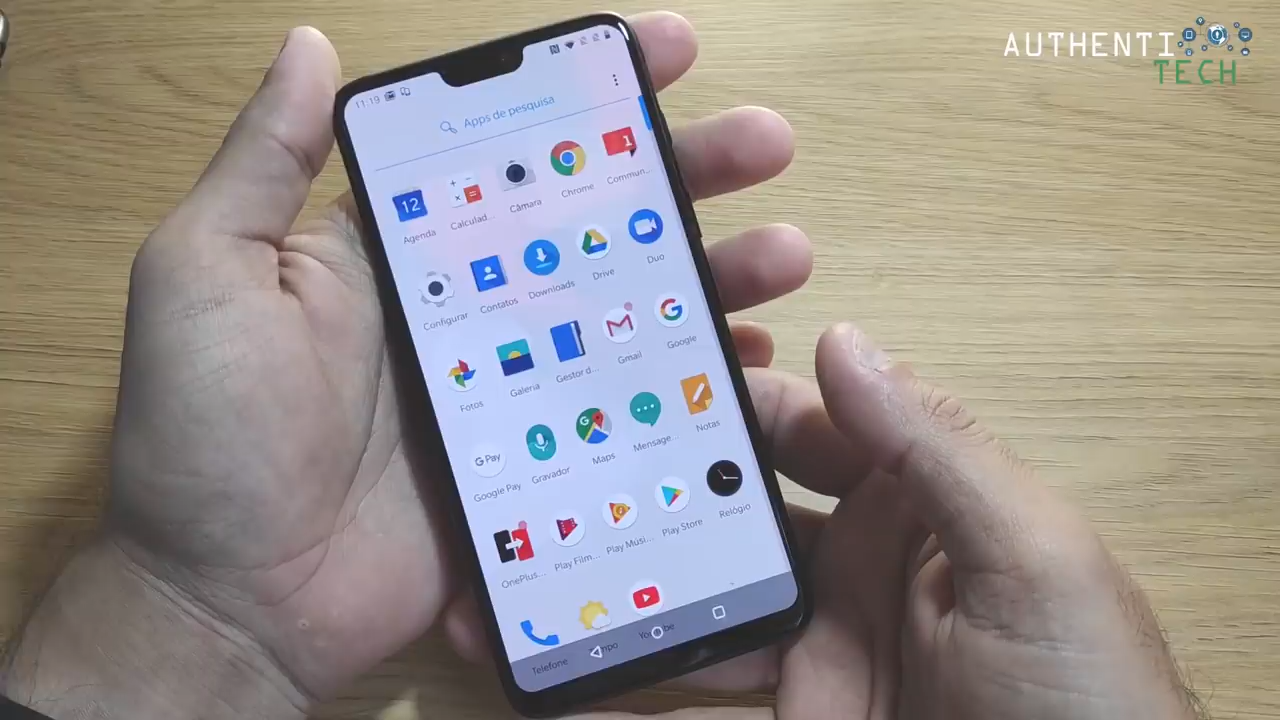 AUTHENTI
TECH
11:19
Apps de pesquisa
12
1
Agenda
Calculad...
Câmara
Chrome
Commun...
Configurar
Contatos
Downloads
Drive
Duo
Fotos
Galeria
Gestor d...
Gmail
Google
G Pay
Google Pay
Gravador
Maps
Mensage...
Notas
OnePlus...
Play Film...
Play Músi...
Play Store
Relógio
Telefone